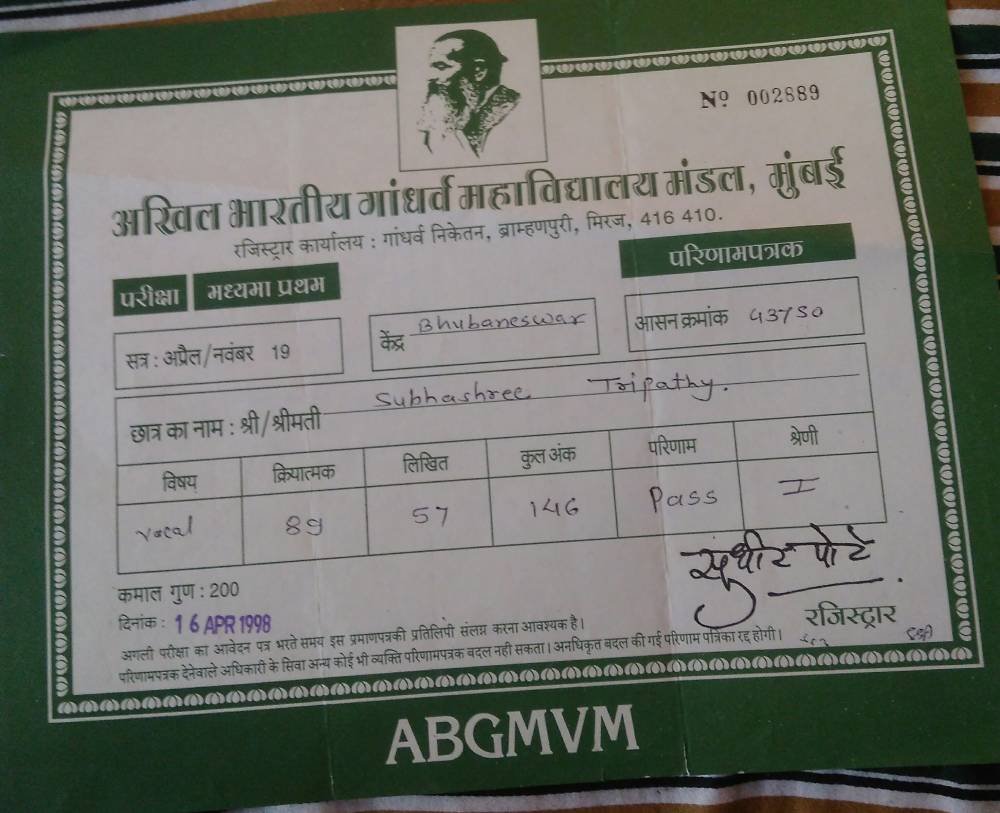 Nº 002889
अखिल भारतीय गांधर्व महाविद्यालय मंडल, मुंबई
रजिस्ट्रार कार्यालय : गांधर्व निकेतन, ब्राम्हणपुरी, मिरज, 416 410.
परीक्षा मध्यमा प्रथम परिणामपत्रक
सत्र : अप्रैल/नवंबर 19 केंद्र Bhubaneswar आसन क्रमांक 43750
छात्र का नाम : श्री/श्रीमती Subhashree Tripathy.
विषय क्रियात्मक लिखित कुल अंक परिणाम श्रेणी
vocal 89 57 146 Pass I
कमाल गुण : 200
सुधीर पोटे
दिनांक : 16 APR 1998 रजिस्ट्रार
अगली परीक्षा का आवेदन पत्र भरते समय इस प्रमाणपत्रकी प्रतिलिपी संलग्न करना आवश्यक है।
परिणामपत्रक देनेवाले अधिकारी के सिवा अन्य कोई भी व्यक्ति परिणामपत्रक बदल नही सकता। अनधिकृत बदल की गई परिणाम पत्रिका रद्द होगी।
ABGMVM